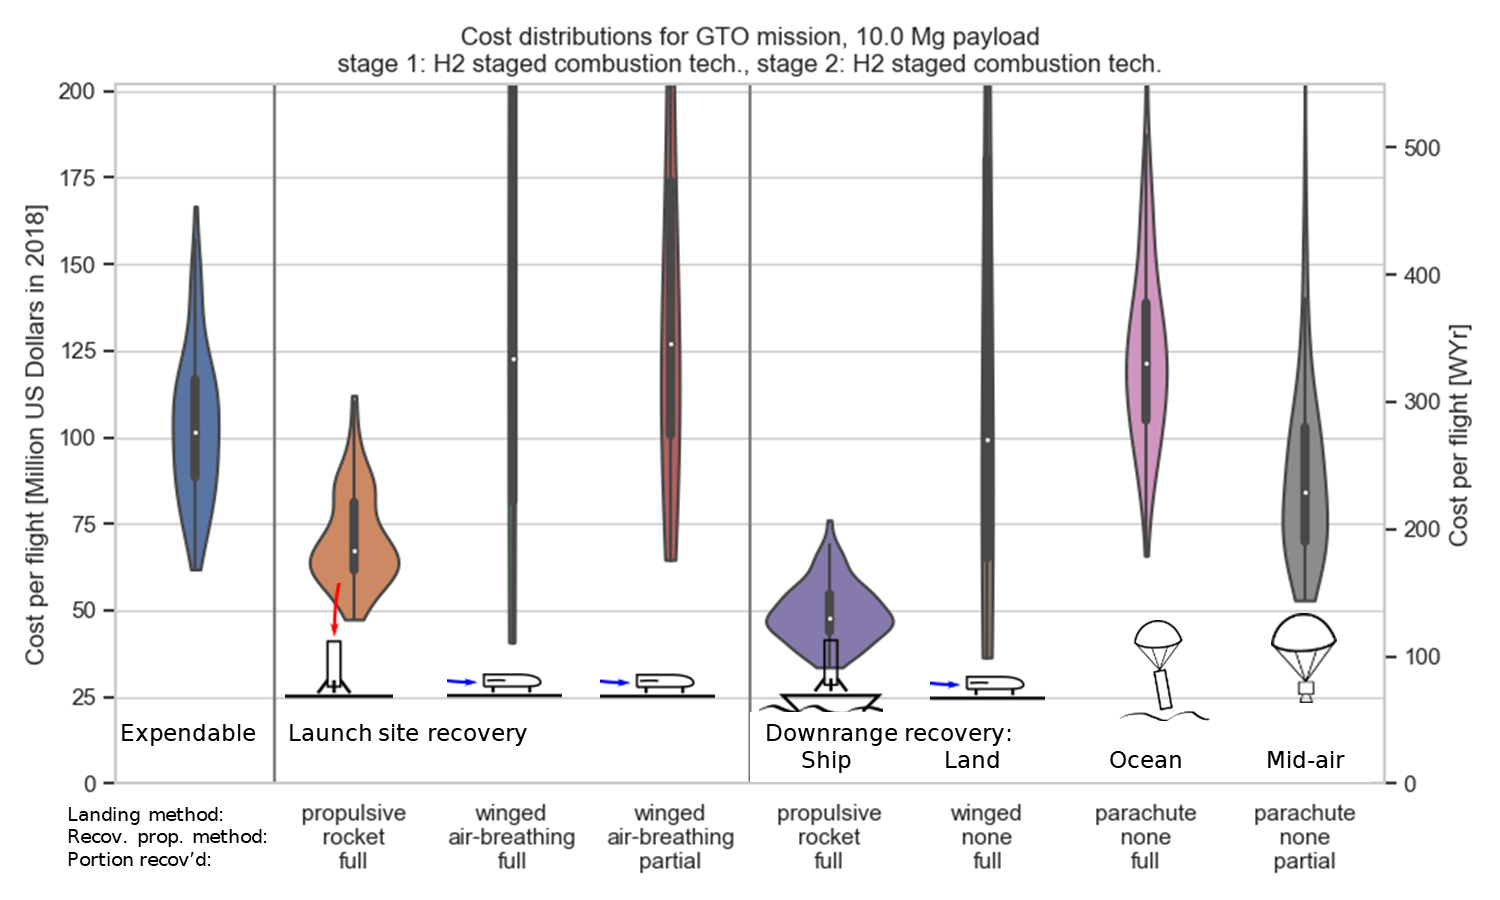 Cost distributions for GTO mission, 10.0 Mg payload
stage 1: H2 staged combustion tech., stage 2: H2 staged combustion tech.
Cost per flight [Million US Dollars in 2018]
200
175
150
125
100
75
50
25
0
Cost per flight [WYr]
500
400
300
200
100
0
Expendable
Launch site recovery
Downrange recovery:
Ship
Land
Ocean
Mid-air
Landing method:
Recov. prop. method:
Portion recov'd:
propulsive
rocket
full
winged
air-breathing
full
winged
air-breathing
partial
propulsive
rocket
full
winged
none
full
parachute
none
full
parachute
none
partial